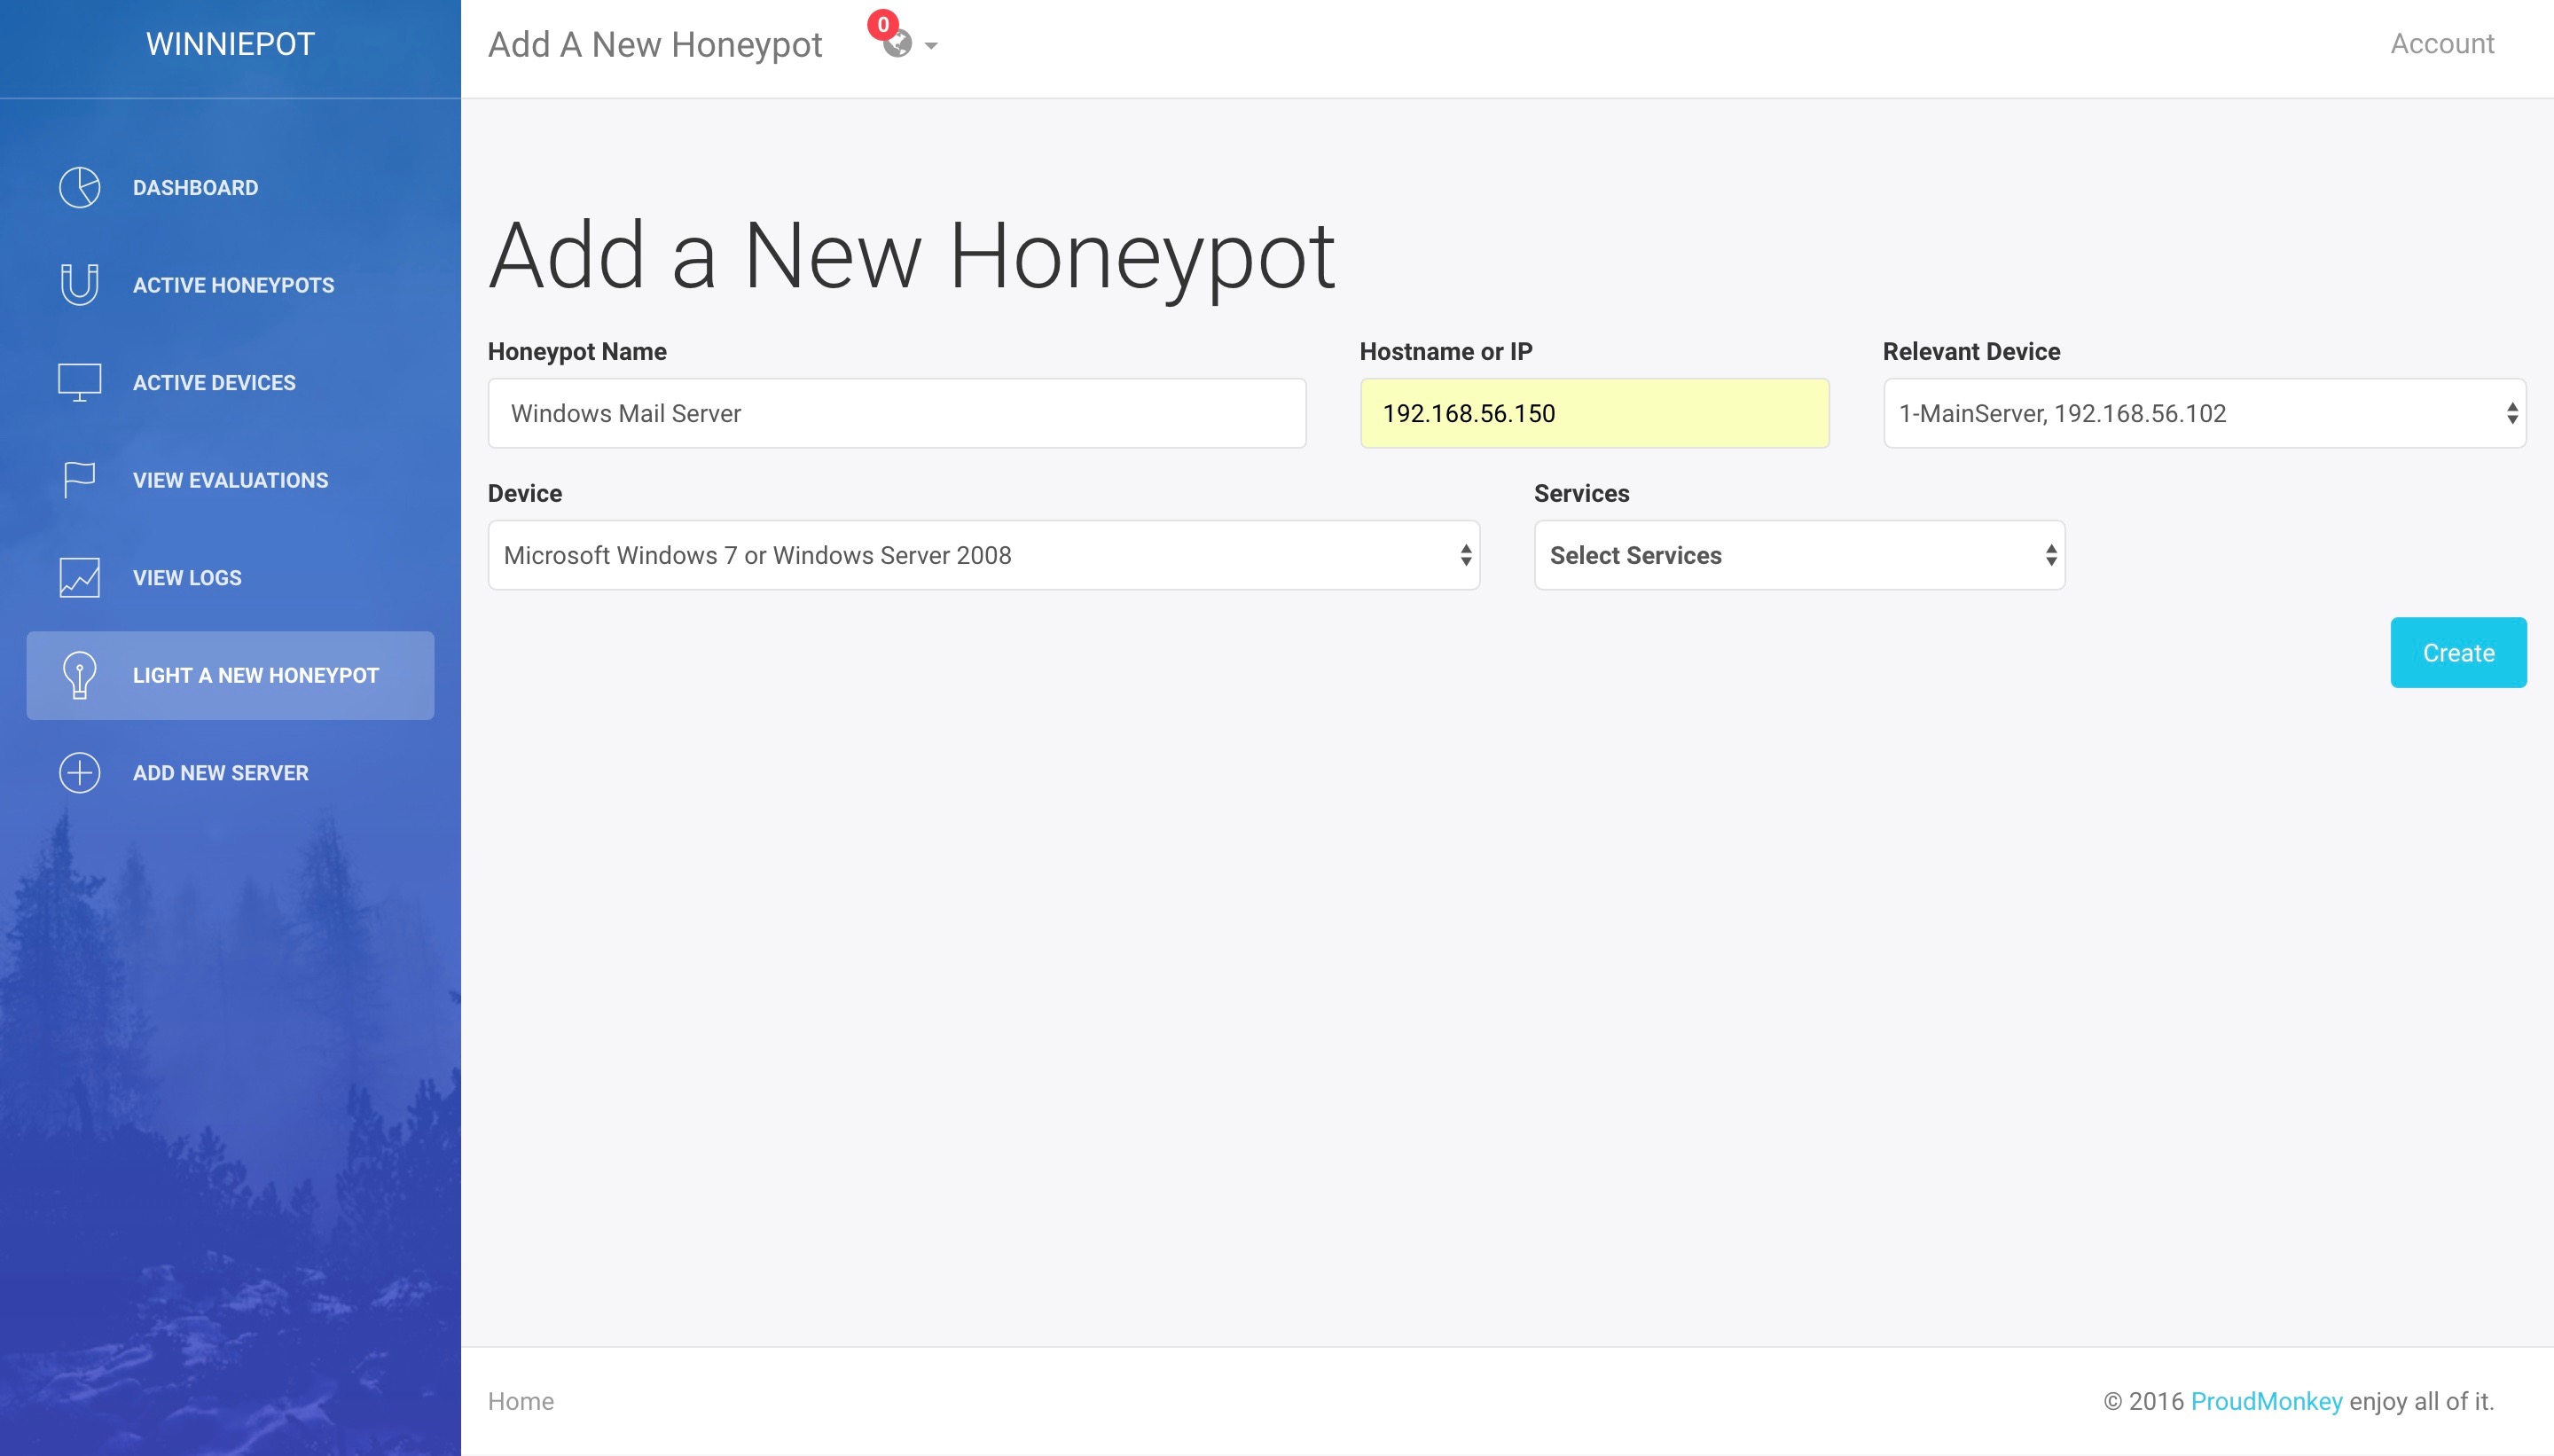 WINNIEPOT
Add A New Honeypot
0
Account
DASHBOARD
ACTIVE HONEYPOTS
ACTIVE DEVICES
VIEW EVALUATIONS
VIEW LOGS
LIGHT A NEW HONEYPOT
ADD NEW SERVER
Add a New Honeypot
Honeypot Name
Hostname or IP
Relevant Device
Windows Mail Server
192.168.56.150
1-MainServer, 192.168.56.102
Device
Services
Microsoft Windows 7 or Windows Server 2008
Select Services
Create
Home
© 2016 ProudMonkey enjoy all of it.